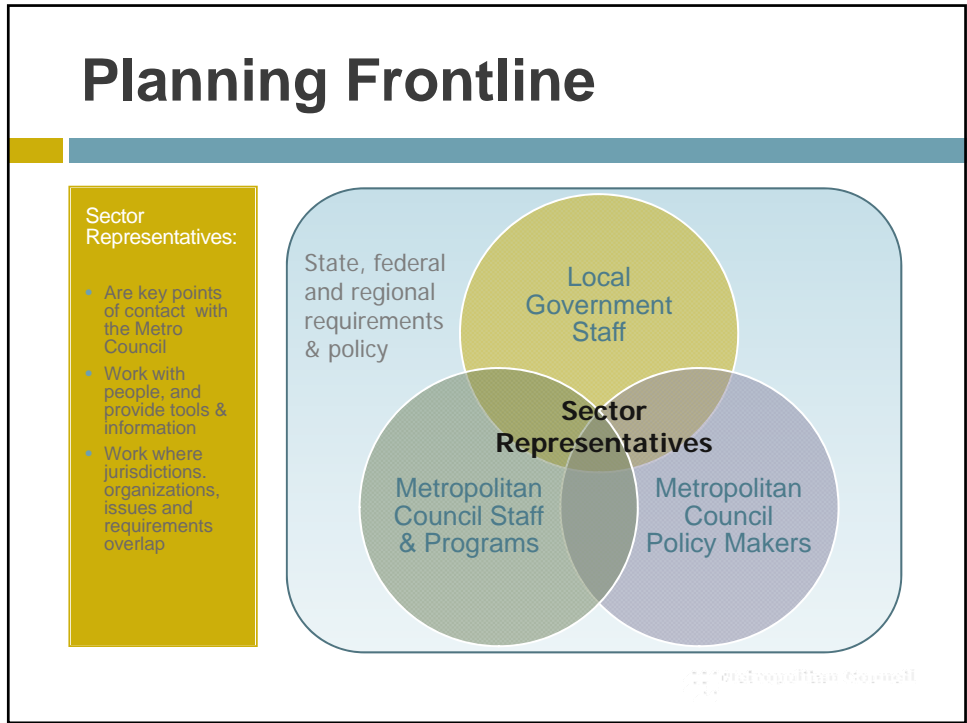 Planning Frontline
Sector
Representatives:
• Are key points
of contact with
the Metro
Council
• Work with
people, and
provide tools &
information
• Work where
jurisdictions.
organizations,
issues and
requirements
overlap
State, federal
and regional
requirements
& policy
Local
Government
Staff
Sector
Representatives
Metropolitan
Council Staff
& Programs
Metropolitan
Council
Policy Makers
Metropolitan Council